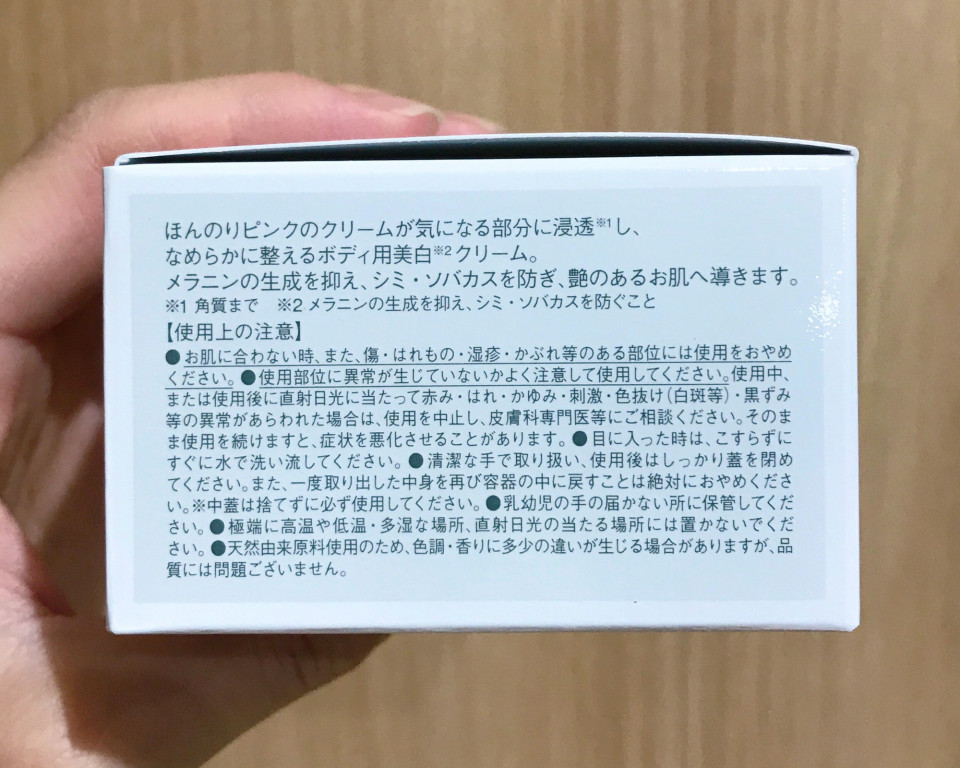 ほんのりピンクのクリームが気になる部分に浸透※1し、
なめらかに整えるボディ用美白※2クリーム。
メラニンの生成を抑え、シミ・ソバカスを防ぎ、艶のあるお肌へ導きます。
※1 角質まで ※2 メラニンの生成を抑え、シミ・ソバカスを防ぐこと
【使用上の注意】
●お肌に合わない時、また、傷・はれもの・湿疹・かぶれ等のある部位には使用をおやめ
ください。●使用部位に異常が生じていないかよく注意して使用してください。使用中、
または使用後に直射日光に当たって赤み・はれ・かゆみ・刺激・色抜け(白斑等)・黒ずみ
等の異常があらわれた場合は、使用を中止し、皮膚科専門医等にご相談ください。そのま
ま使用を続けますと、症状を悪化させることがあります。●目に入った時は、こすらずに
すぐに水で洗い流してください。●清潔な手で取り扱い、使用後はしっかり蓋を閉め
てください。また、一度取り出した中身を再び容器の中に戻すことは絶対におやめくださ
い。※中蓋は捨てずに必ず使用してください。●乳幼児の手の届かない所に保管してくだ
さい。●極端に高温や低温・多湿な場所、直射日光の当たる場所には置かないでくだ
さい。●天然由来原料使用のため、色調・香りに多少の違いが生じる場合がありますが、品
質には問題ございません。